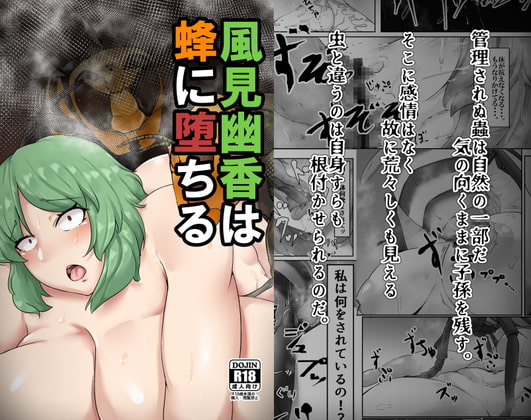 風見幽香は
蜂に堕ちる
DOJIN
R18
成人向け
管理されぬ蟲は自然の一部だ
気の向くままに子孫を残す。
そこに感情はなく
故に荒々しくも見える
虫と違うのは自身すらも
根付かせられるのだ。
私は何をされているの!